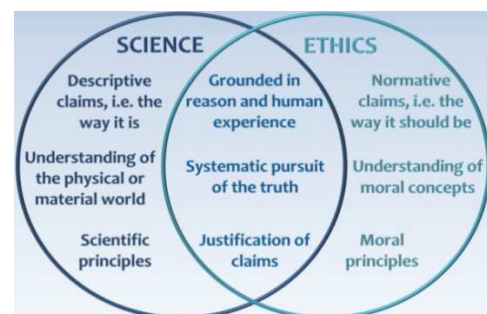 SCIENCE
ETHICS
Descriptive
claims, i.e. the
way it is
Understanding of
the physical or
material world
Scientific
principles
Grounded in
reason and human
experience
Systematic pursuit
of the truth
Justification of
claims
Normative
claims, i.e. the
way it should be
Understanding of
moral concepts
Moral
principles